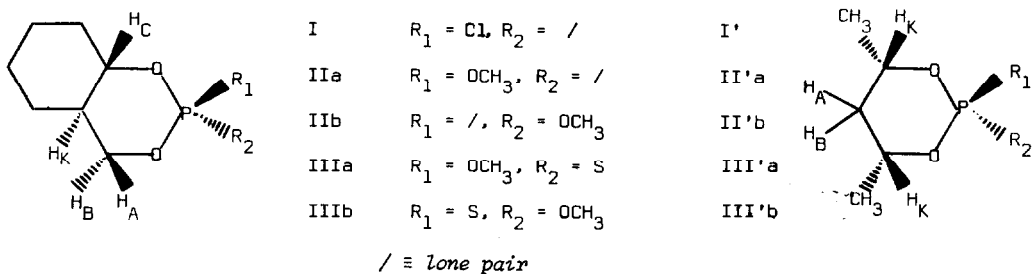 H_C
O
P
R_1
R_2
O
H_K
H_B
H_A
I R_1 = Cl, R_2 = /
IIa R_1 = OCH_3, R_2 = /
IIb R_1 = /, R_2 = OCH_3
IIIa R_1 = OCH_3, R_2 = S
IIIb R_1 = S, R_2 = OCH_3
/ ≡ lone pair
I'
II'a
II'b
III'a
III'b
CH_3
H_K
O
H_A
P
R_1
R_2
H_B
O
CH_3
H_K